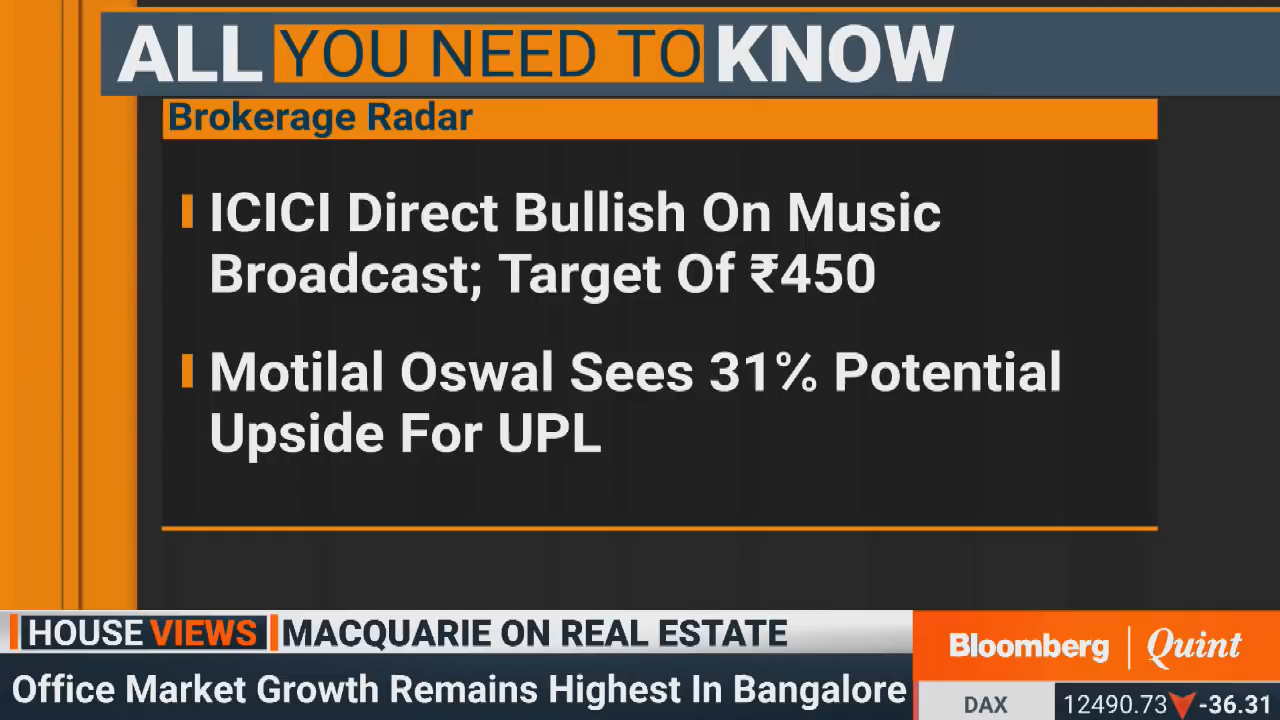 ALL YOU NEED TO KNOW
Brokerage Radar
ICICI Direct Bullish On Music
Broadcast; Target Of ₹450
Motilal Oswal Sees 31% Potential
Upside For UPL
HOUSE VIEWS MACQUARIE ON REAL ESTATE
Office Market Growth Remains Highest In Bangalore
Bloomberg | Quint
DAX 12490.73 -36.31